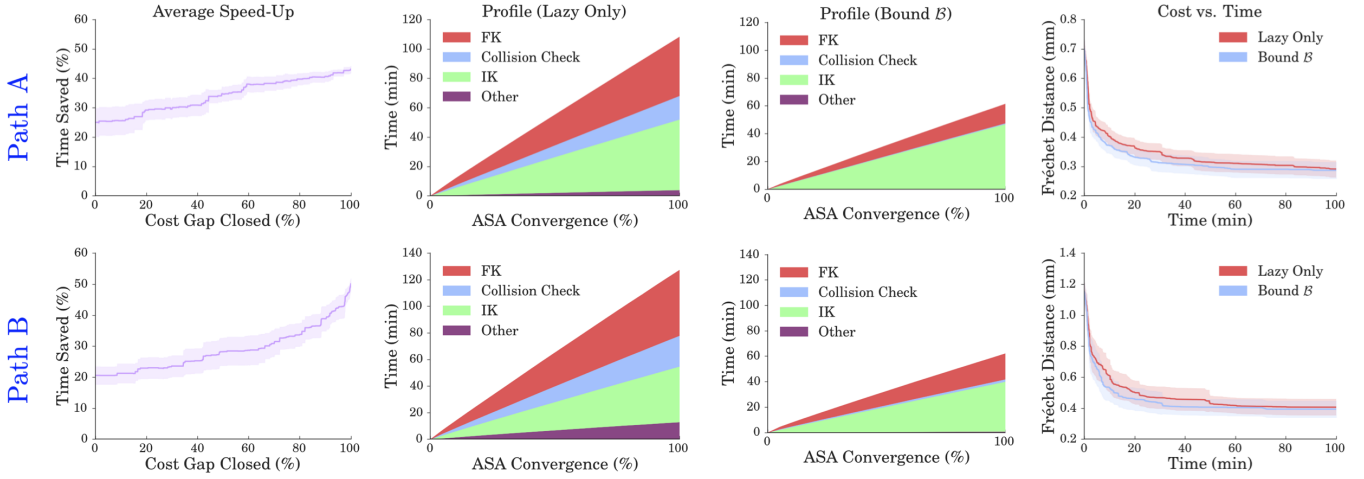 Average Speed-Up
Profile (Lazy Only)
Profile (Bound ℬ)
Cost vs. Time
Path A
Time Saved (%)
60
50
40
30
20
10
0
0 20 40 60 80 100
Cost Gap Closed (%)
Time (min)
120
100
80
60
40
20
0
FK
Collision Check
IK
Other
0 100
ASA Convergence (%)
Time (min)
120
100
80
60
40
20
0
FK
Collision Check
IK
Other
0 100
ASA Convergence (%)
Fréchet Distance (mm)
0.8
0.7
0.6
0.5
0.4
0.3
0.2
Lazy Only
Bound ℬ
0 20 40 60 80 100
Time (min)
Path B
Time Saved (%)
60
50
40
30
20
10
0
0 20 40 60 80 100
Cost Gap Closed (%)
Time (min)
140
120
100
80
60
40
20
0
FK
Collision Check
IK
Other
0 100
ASA Convergence (%)
Time (min)
140
120
100
80
60
40
20
0
FK
Collision Check
IK
Other
0 100
ASA Convergence (%)
Fréchet Distance (mm)
1.4
1.2
1.0
0.8
0.6
0.4
0.2
Lazy Only
Bound ℬ
0 20 40 60 80 100
Time (min)